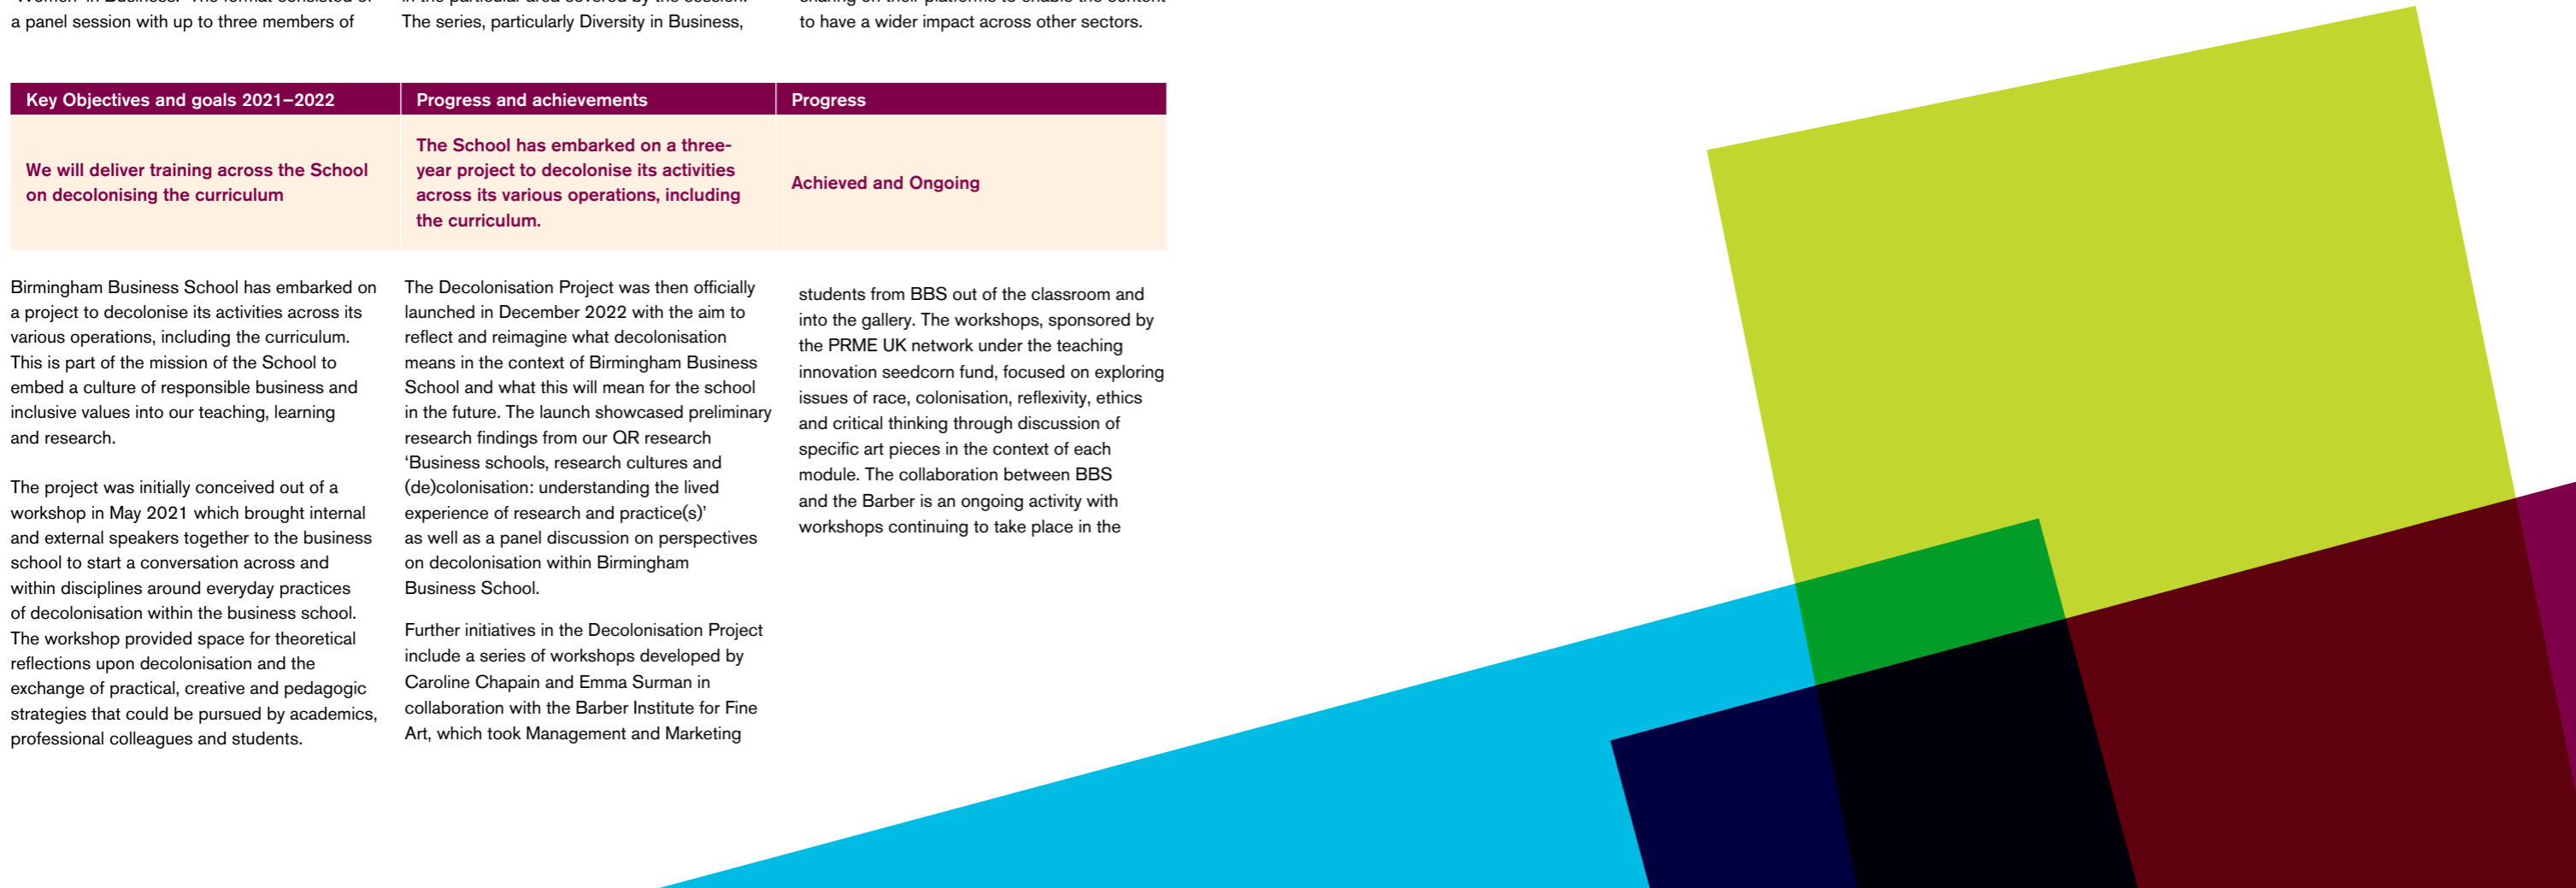 a panel session with up to three members of
in the particular area covered by the session.
The series, particularly Diversity in Business,
sharing on their platforms to enable the content
to have a wider impact across other sectors.
Key Objectives and goals 2021–2022
Progress and achievements
Progress
We will deliver training across the School
on decolonising the curriculum
The School has embarked on a three-
year project to decolonise its activities
across its various operations, including
the curriculum.
Achieved and Ongoing
Birmingham Business School has embarked on
a project to decolonise its activities across its
various operations, including the curriculum.
This is part of the mission of the School to
embed a culture of responsible business and
inclusive values into our teaching, learning
and research.
The project was initially conceived out of a
workshop in May 2021 which brought internal
and external speakers together to the business
school to start a conversation across and
within disciplines around everyday practices
of decolonisation within the business school.
The workshop provided space for theoretical
reflections upon decolonisation and the
exchange of practical, creative and pedagogic
strategies that could be pursued by academics,
professional colleagues and students.
The Decolonisation Project was then officially
launched in December 2022 with the aim to
reflect and reimagine what decolonisation
means in the context of Birmingham Business
School and what this will mean for the school
in the future. The launch showcased preliminary
research findings from our QR research
‘Business schools, research cultures and
(de)colonisation: understanding the lived
experience of research and practice(s)’
as well as a panel discussion on perspectives
on decolonisation within Birmingham
Business School.
Further initiatives in the Decolonisation Project
include a series of workshops developed by
Caroline Chapain and Emma Surman in
collaboration with the Barber Institute for Fine
Art, which took Management and Marketing
students from BBS out of the classroom and
into the gallery. The workshops, sponsored by
the PRME UK network under the teaching
innovation seedcorn fund, focused on exploring
issues of race, colonisation, reflexivity, ethics
and critical thinking through discussion of
specific art pieces in the context of each
module. The collaboration between BBS
and the Barber is an ongoing activity with
workshops continuing to take place in the